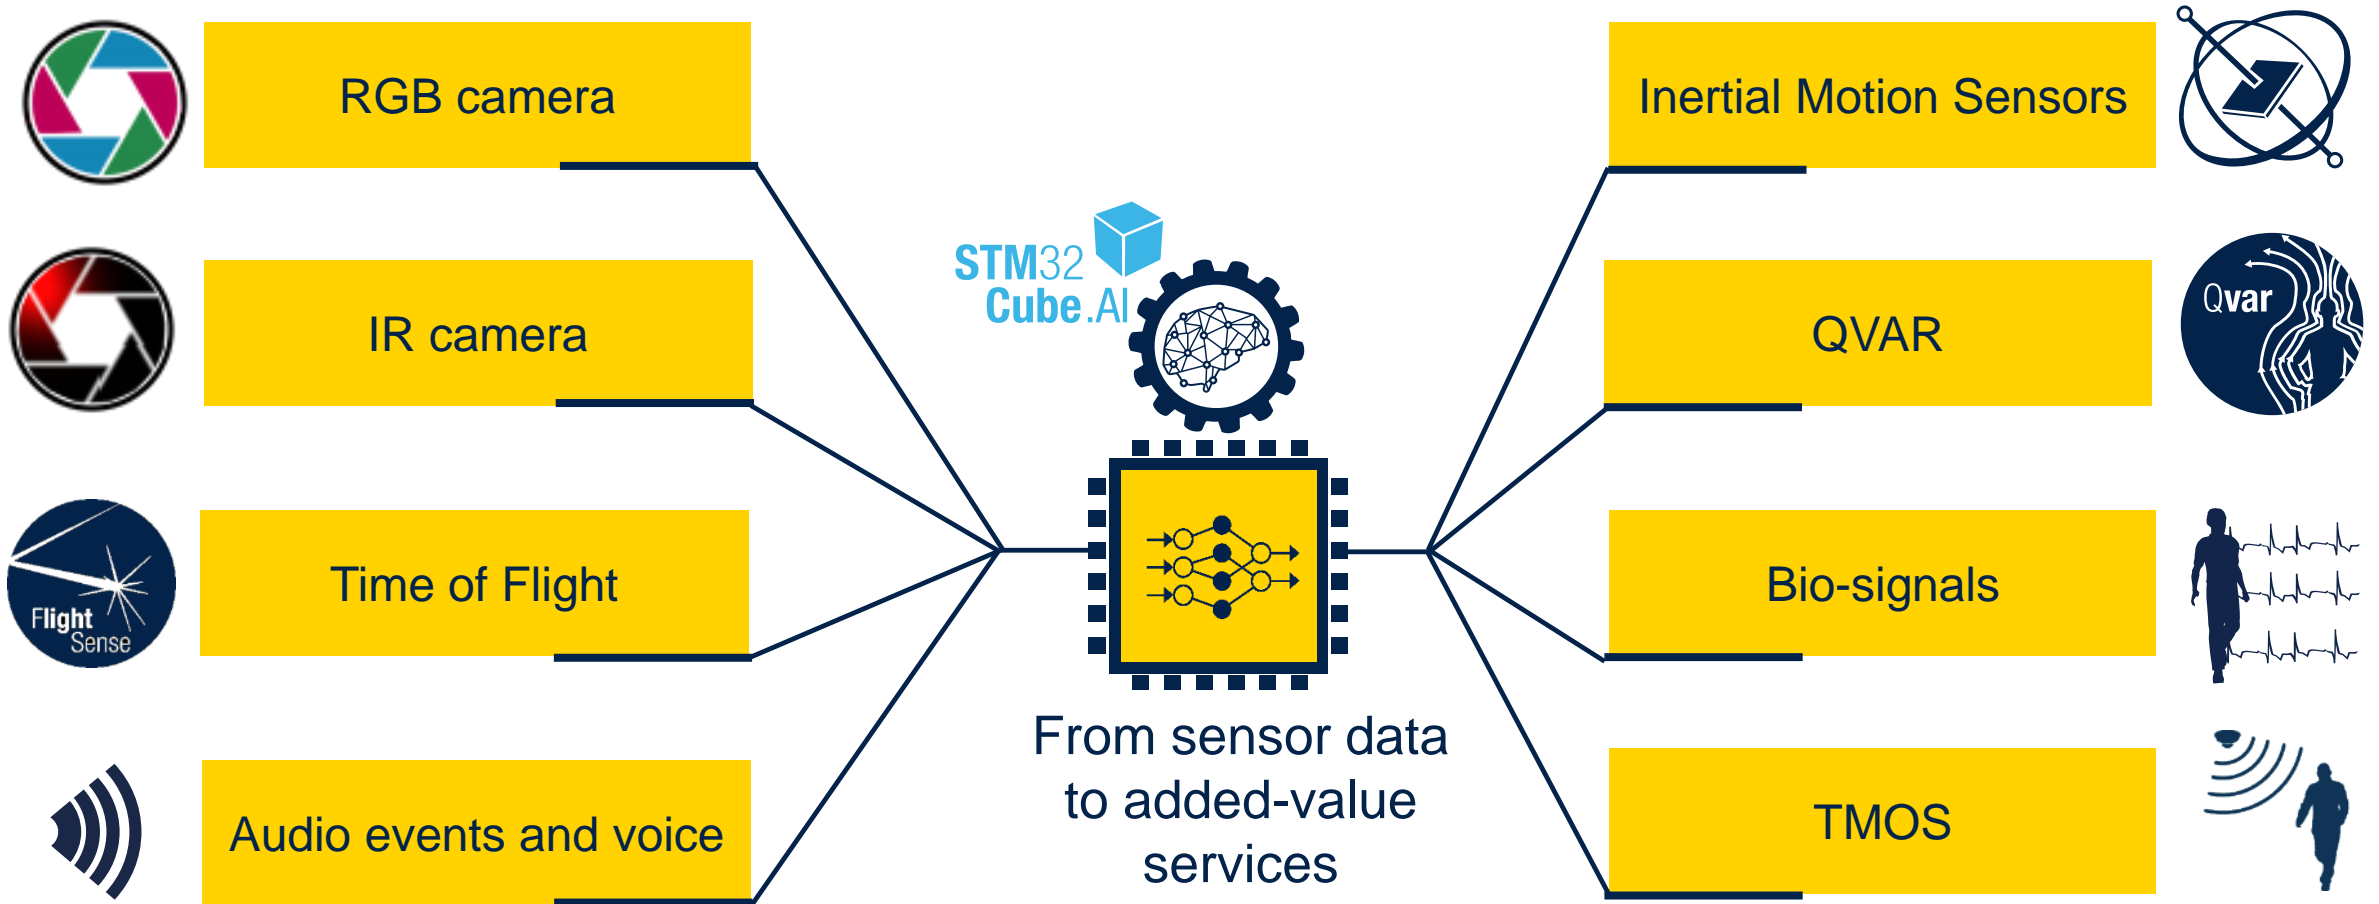 RGB camera
IR camera
Flight
Sense
Time of Flight
Audio events and voice
STM32
Cube.AI
From sensor data
to added-value
services
Inertial Motion Sensors
QVAR
Qvar
Bio-signals
TMOS